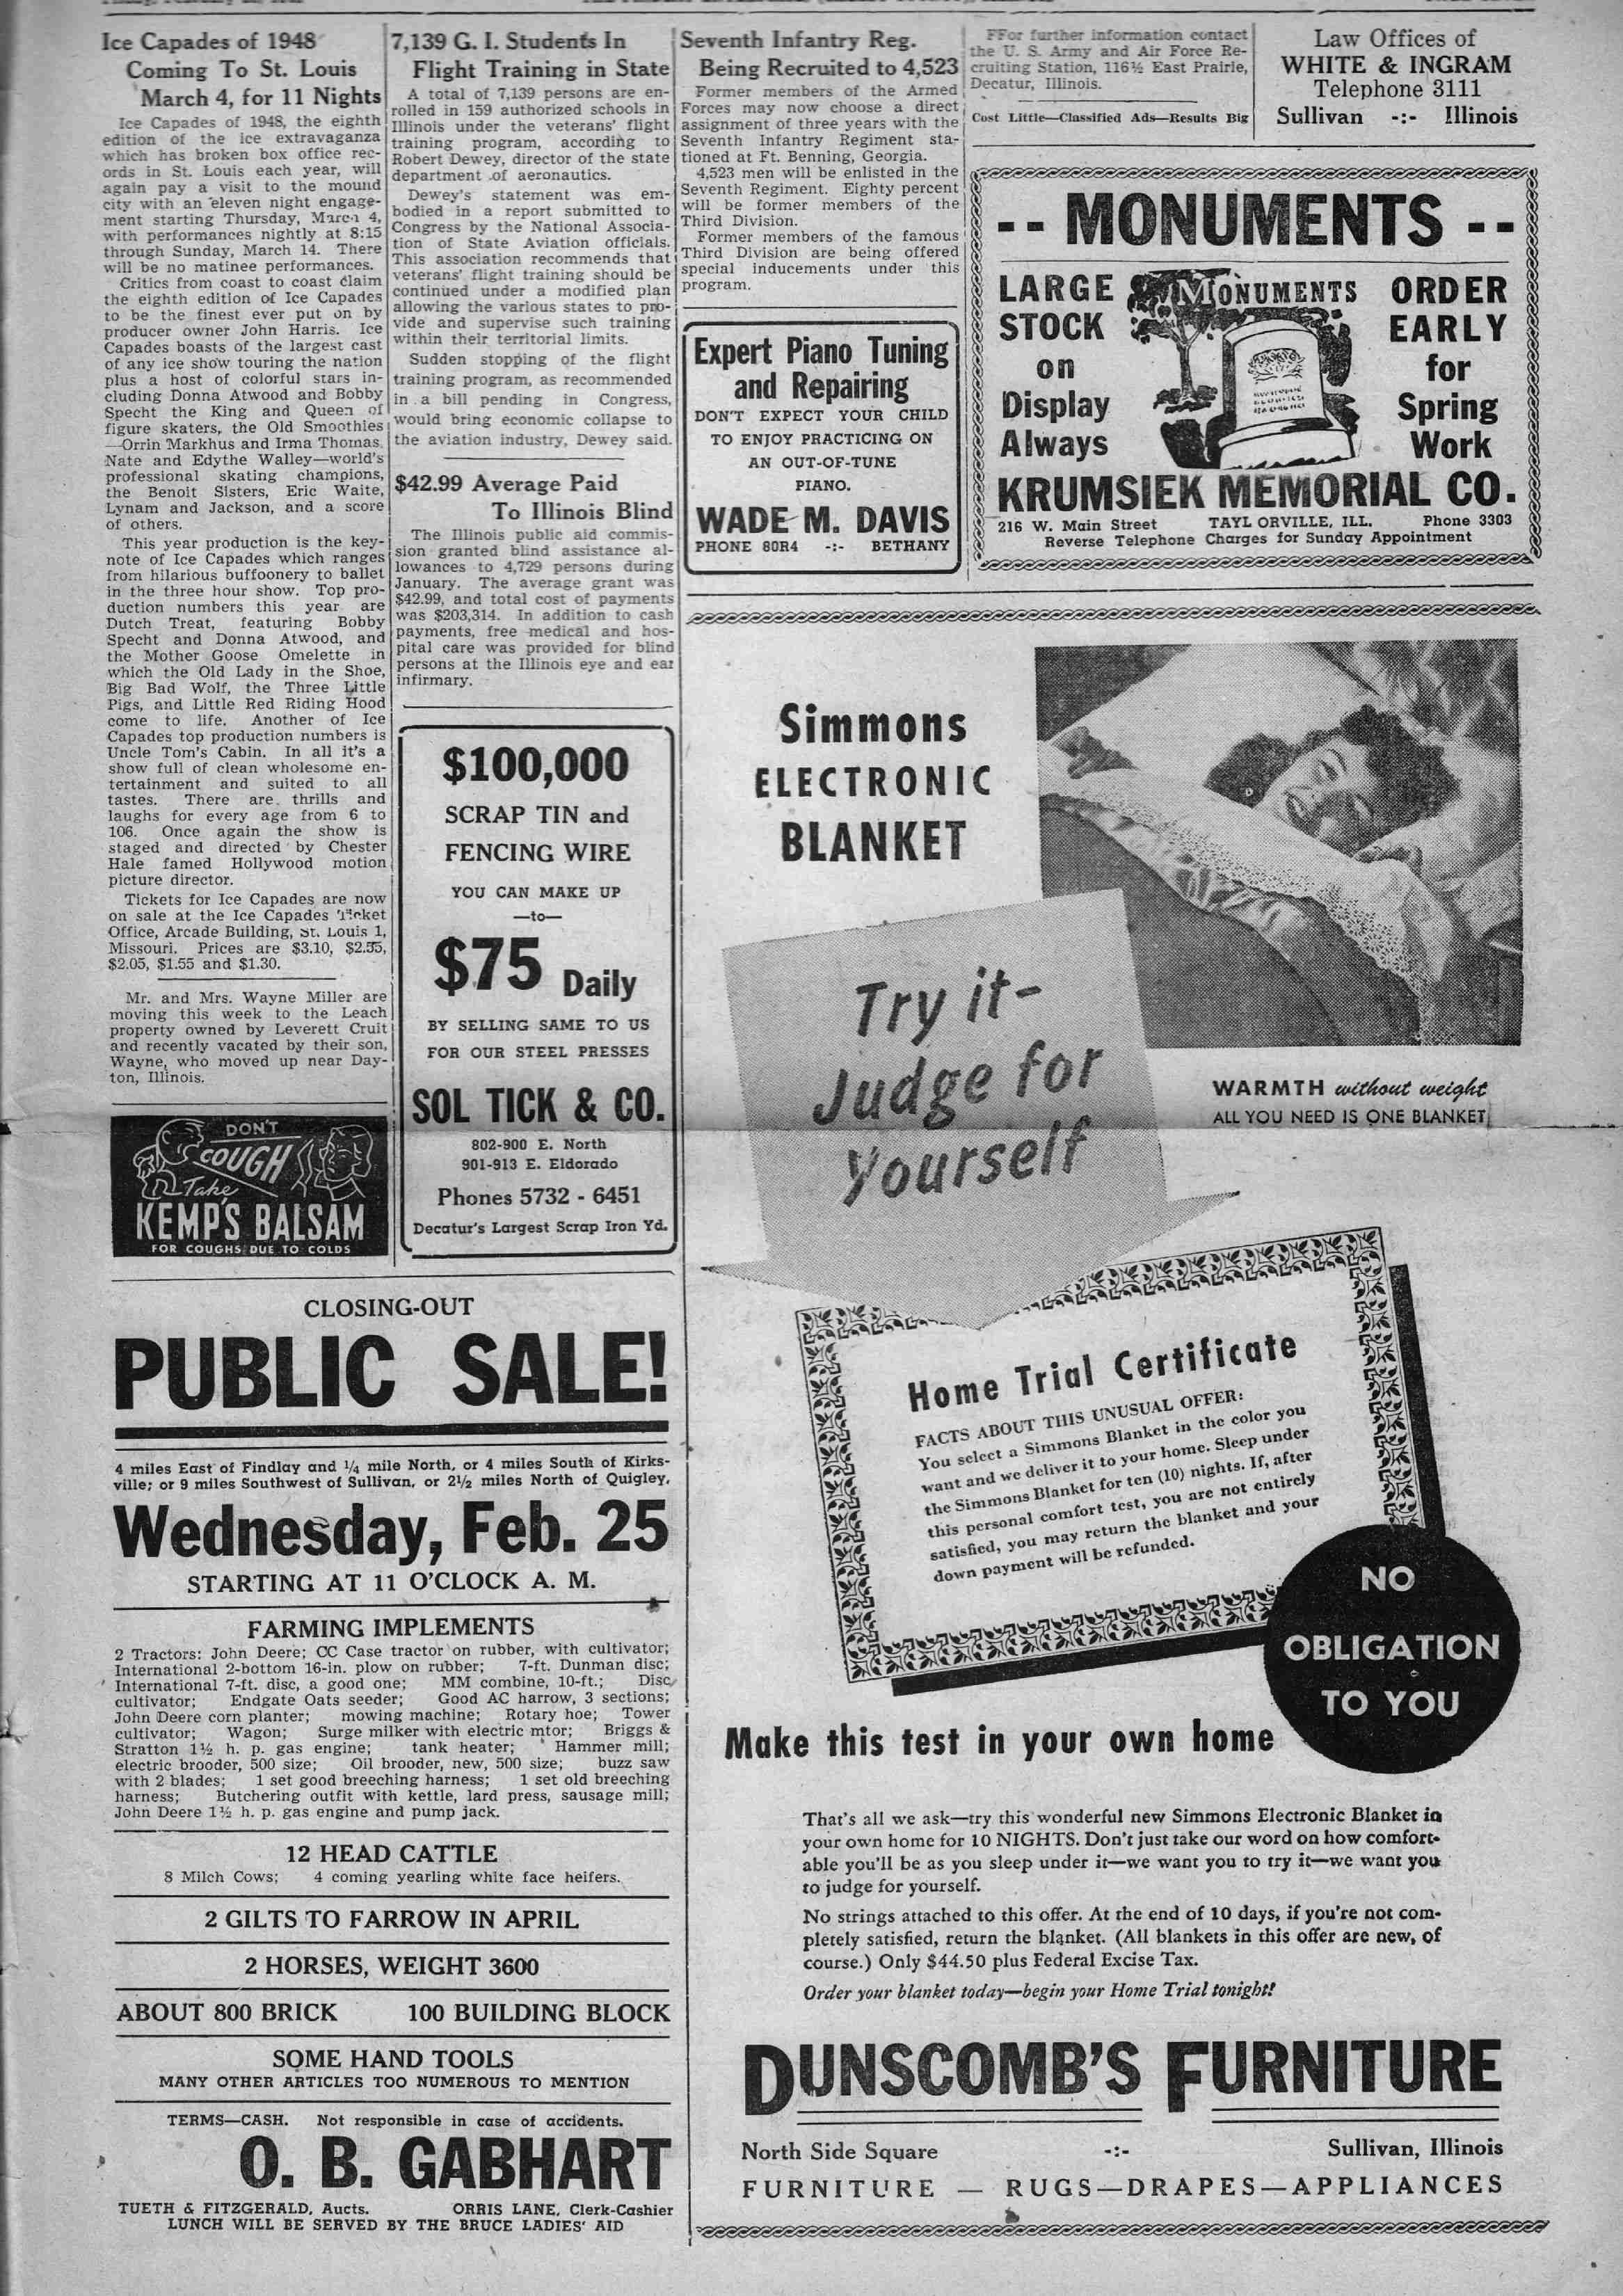 Ice Capades of 1948
Coming To St. Louis
March 4, for 11 Nights
Ice Capades of 1948, the eighth
edition of the ice extravaganza
which has broken box office rec-
ords in St. Louis each year, will
again pay a visit to the mound
city with an eleven night engage-
ment starting Thursday, March 4,
with performances nightly at 8:15
through Sunday, March 14. There
will be no matinee performances.
Critics from coast to coast claim
the eighth edition of Ice Capades
to be the finest ever put on by
producer owner John Harris. Ice
Capades boasts of the largest cast
of any ice show touring the nation
plus a host of colorful stars in-
cluding Donna Atwood and Bobby
Specht the King and Queen of
figure skaters, the Old Smoothies
—Orrin Markhus and Irma Thomas.
Nate and Edythe Walley—world's
professional skating champions,
the Benoit Sisters, Eric Waite,
Lynam and Jackson, and a score
of others.
This year production is the key-
note of Ice Capades which ranges
from hilarious buffoonery to ballet
in the three hour show. Top pro-
duction numbers this year are
Dutch Treat, featuring Bobby
Specht and Donna Atwood, and
the Mother Goose Omelette in
which the Old Lady in the Shoe,
Big Bad Wolf, the Three Little
Pigs, and Little Red Riding Hood
come to life. Another of Ice
Capades top production numbers is
Uncle Tom's Cabin. In all it's a
show full of clean wholesome en-
tertainment and suited to all
tastes. There are thrills and
laughs for every age from 6 to
106. Once again the show is
staged and directed by Chester
Hale famed Hollywood motion
picture director.
Tickets for Ice Capades are now
on sale at the Ice Capades Ticket
Office, Arcade Building, St. Louis 1,
Missouri. Prices are $3.10, $2.55,
$2.05, $1.55 and $1.30.
Mr. and Mrs. Wayne Miller are
moving this week to the Leach
property owned by Leverett Cruit
and recently vacated by their son,
Wayne, who moved up near Day-
ton, Illinois.
DON'T
COUGH
Take
KEMP'S BALSAM
FOR COUGHS DUE TO COLDS
7,139 G. I. Students In
Flight Training in State
A total of 7,139 persons are en-
rolled in 159 authorized schools in
Illinois under the veterans' flight
training program, according to
Robert Dewey, director of the state
department of aeronautics.
Dewey's statement was em-
bodied in a report submitted to
Congress by the National Associa-
tion of State Aviation officials.
This association recommends that
veterans' flight training should be
continued under a modified plan
allowing the various states to pro-
vide and supervise such training
within their territorial limits.
Sudden stopping of the flight
training program, as recommended
in a bill pending in Congress,
would bring economic collapse to
the aviation industry, Dewey said.
$42.99 Average Paid
To Illinois Blind
The Illinois public aid commis-
sion granted blind assistance al-
lowances to 4,729 persons during
January. The average grant was
$42.99, and total cost of payments
was $203,314. In addition to cash
payments, free medical and hos-
pital care was provided for blind
persons at the Illinois eye and ear
infirmary.
$100,000
SCRAP TIN and
FENCING WIRE
YOU CAN MAKE UP
—to—
$75 Daily
BY SELLING SAME TO US
FOR OUR STEEL PRESSES
SOL TICK & CO.
802-900 E. North
901-913 E. Eldorado
Phones 5732 - 6451
Decatur's Largest Scrap Iron Yd.
Seventh Infantry Reg.
Being Recruited to 4,523
Former members of the Armed
Forces may now choose a direct
assignment of three years with the
Seventh Infantry Regiment sta-
tioned at Ft. Benning, Georgia.
4,523 men will be enlisted in the
Seventh Regiment. Eighty percent
will be former members of the
Third Division.
Former members of the famous
Third Division are being offered
special inducements under this
program.
Expert Piano Tuning
and Repairing
DON'T EXPECT YOUR CHILD
TO ENJOY PRACTICING ON
AN OUT-OF-TUNE
PIANO.
WADE M. DAVIS
PHONE 80R4 -:- BETHANY
FFor further information contact
the U. S. Army and Air Force Re-
cruiting Station, 116½ East Prairie,
Decatur, Illinois.
Cost Little—Classified Ads—Results Big
Law Offices of
WHITE & INGRAM
Telephone 3111
Sullivan -:- Illinois
-- MONUMENTS --
LARGE
STOCK
on
Display
Always
MONUMENTS
ORDER
EARLY
for
Spring
Work
KRUMSIEK MEMORIAL CO.
216 W. Main Street TAYL ORVILLE, ILL. Phone 3303
Reverse Telephone Charges for Sunday Appointment
Simmons
ELECTRONIC
BLANKET
Try it-
Judge for
yourself
WARMTH without weight
ALL YOU NEED IS ONE BLANKET
Home Trial Certificate
FACTS ABOUT THIS UNUSUAL OFFER:
You select a Simmons Blanket in the color you
want and we deliver it to your home. Sleep under
the Simmons Blanket for ten (10) nights. If, after
this personal comfort test, you are not entirely
satisfied, you may return the blanket and your
down payment will be refunded.
NO
OBLIGATION
TO YOU
Make this test in your own home
That's all we ask—try this wonderful new Simmons Electronic Blanket in
your own home for 10 NIGHTS. Don't just take our word on how comfort-
able you'll be as you sleep under it—we want you to try it—we want you
to judge for yourself.
No strings attached to this offer. At the end of 10 days, if you're not com-
pletely satisfied, return the blanket. (All blankets in this offer are new, of
course.) Only $44.50 plus Federal Excise Tax.
Order your blanket today—begin your Home Trial tonight!
DUNSCOMB'S FURNITURE
North Side Square -:- Sullivan, Illinois
FURNITURE — RUGS—DRAPES—APPLIANCES
CLOSING-OUT
PUBLIC SALE!
4 miles East of Findlay and ¼ mile North, or 4 miles South of Kirks-
ville; or 9 miles Southwest of Sullivan, or 2½ miles North of Quigley,
Wednesday, Feb. 25
STARTING AT 11 O'CLOCK A. M.
FARMING IMPLEMENTS
2 Tractors: John Deere; CC Case tractor on rubber, with cultivator;
International 2-bottom 16-in. plow on rubber; 7-ft. Dunman disc;
International 7-ft. disc, a good one; MM combine, 10-ft.; Disc
cultivator; Endgate Oats seeder; Good AC harrow, 3 sections;
John Deere corn planter; mowing machine; Rotary hoe; Tower
cultivator; Wagon; Surge milker with electric mtor; Briggs &
Stratton 1½ h. p. gas engine; tank heater; Hammer mill;
electric brooder, 500 size; Oil brooder, new, 500 size; buzz saw
with 2 blades; 1 set good breeching harness; 1 set old breeching
harness; Butchering outfit with kettle, lard press, sausage mill;
John Deere 1½ h. p. gas engine and pump jack.
12 HEAD CATTLE
8 Milch Cows; 4 coming yearling white face heifers.
2 GILTS TO FARROW IN APRIL
2 HORSES, WEIGHT 3600
ABOUT 800 BRICK 100 BUILDING BLOCK
SOME HAND TOOLS
MANY OTHER ARTICLES TOO NUMEROUS TO MENTION
TERMS—CASH. Not responsible in case of accidents.
O. B. GABHART
TUETH & FITZGERALD, Aucts. ORRIS LANE, Clerk-Cashier
LUNCH WILL BE SERVED BY THE BRUCE LADIES' AID